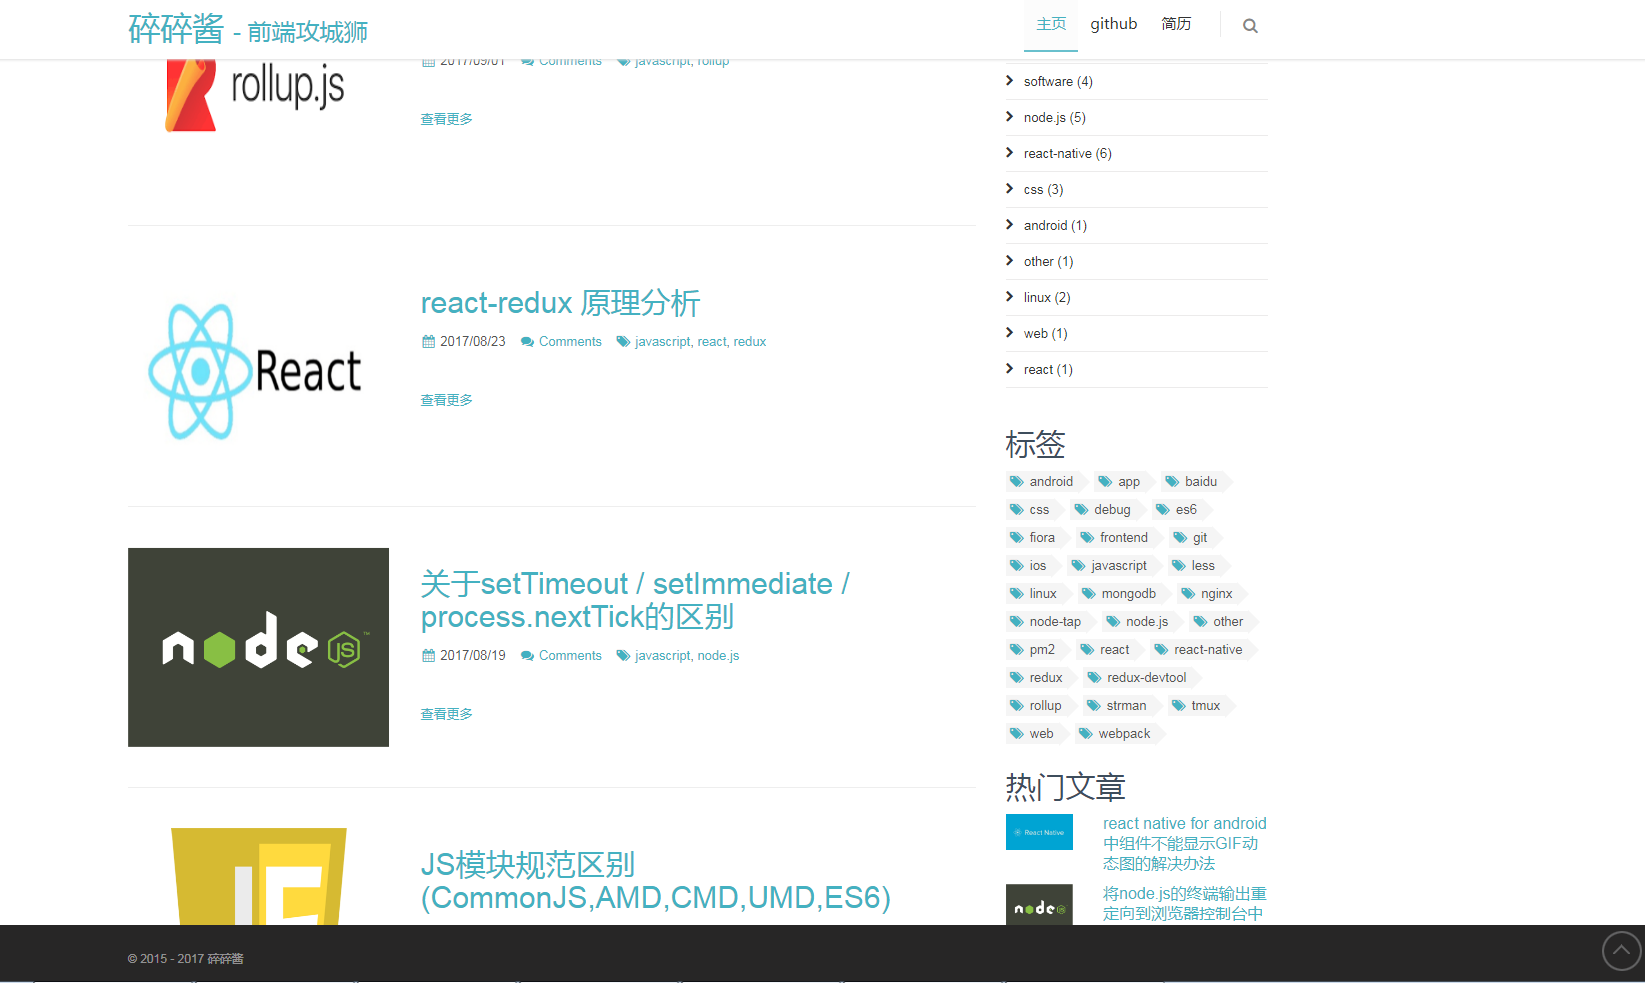 碎碎酱 - 前端攻城狮
主页 github 简历
rollup.js
2017/09/01 Comments javascript, rollup
查看更多
React
react-redux 原理分析
2017/08/23 Comments javascript, react, redux
查看更多
node JS ™
关于setTimeout / setImmediate /
process.nextTick的区别
2017/08/19 Comments javascript, node.js
查看更多
JS模块规范区别
(CommonJS,AMD,CMD,UMD,ES6)
software (4)
node.js (5)
react-native (6)
css (3)
android (1)
other (1)
linux (2)
web (1)
react (1)
标签
android app baidu
css debug es6
fiora frontend git
ios javascript less
linux mongodb nginx
node-tap node.js other
pm2 react react-native
redux redux-devtool
rollup strman tmux
web webpack
热门文章
React Native
react native for android
中组件不能显示GIF动
态图的解决办法
node JS
将node.js的终端输出重
定向到浏览器控制台中
© 2015 - 2017 碎碎酱